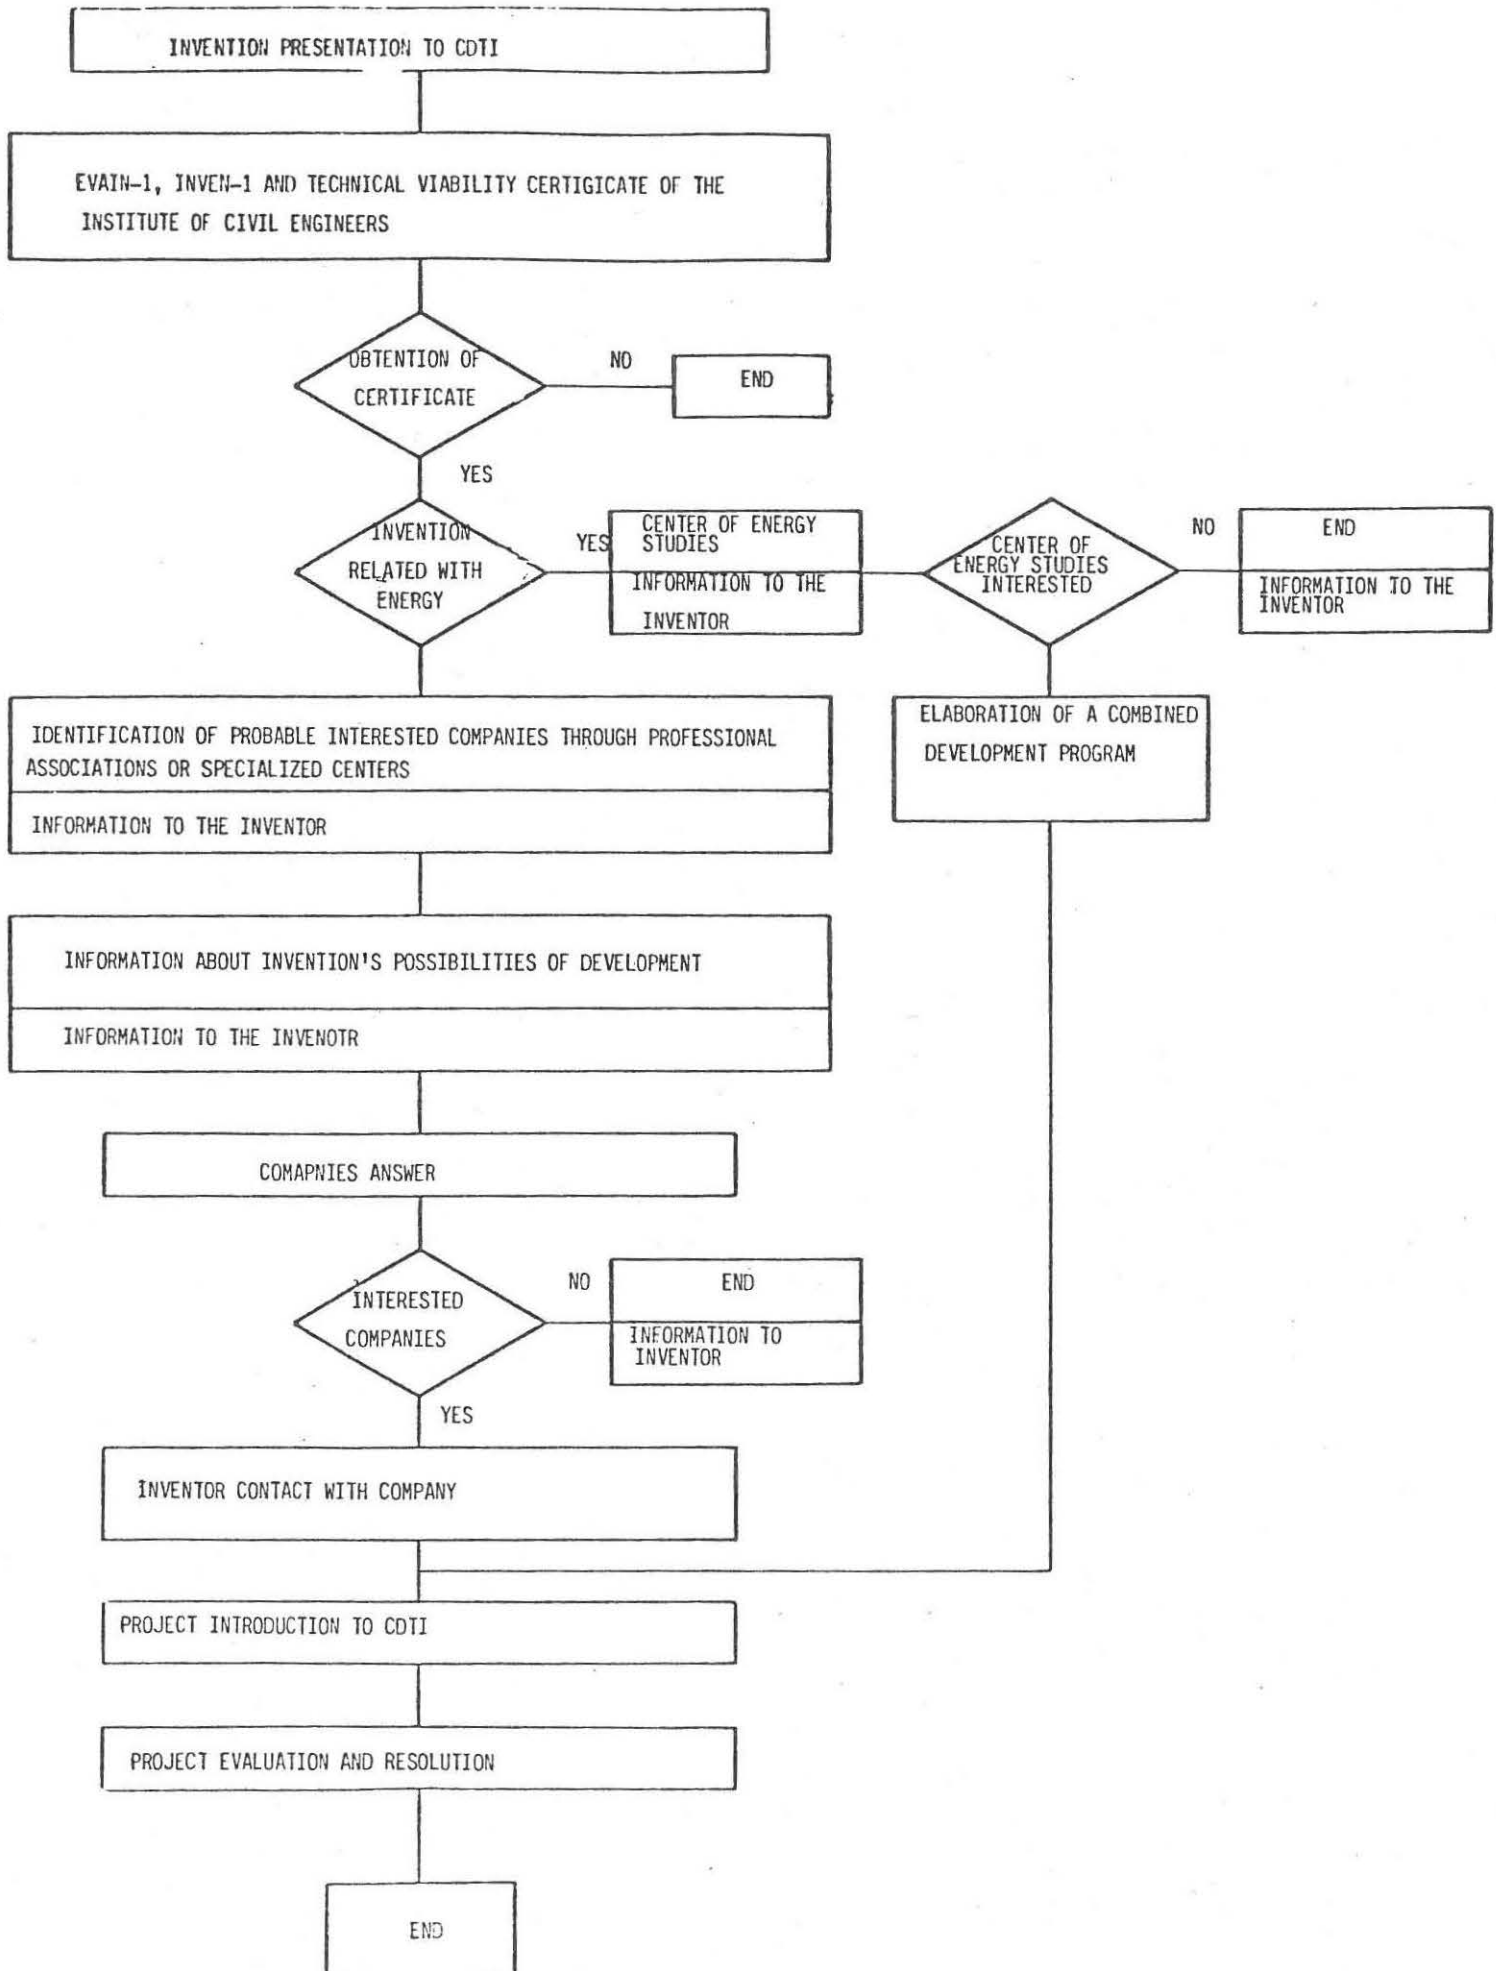 INVENTION PRESENTATION TO CDTI
EVAIN-1, INVEN-1 AND TECHNICAL VIABILITY CERTIGICATE OF THE
INSTITUTE OF CIVIL ENGINEERS
OBTENTION OF
CERTIFICATE
NO
END
YES
INVENTION
RELATED WITH
ENERGY
YES
CENTER OF ENERGY
STUDIES
INFORMATION TO THE
INVENTOR
CENTER OF
ENERGY STUDIES
INTERESTED
NO
END
INFORMATION TO THE
INVENTOR
IDENTIFICATION OF PROBABLE INTERESTED COMPANIES THROUGH PROFESSIONAL
ASSOCIATIONS OR SPECIALIZED CENTERS
INFORMATION TO THE INVENTOR
ELABORATION OF A COMBINED
DEVELOPMENT PROGRAM
INFORMATION ABOUT INVENTION'S POSSIBILITIES OF DEVELOPMENT
INFORMATION TO THE INVENOTR
COMAPNIES ANSWER
INTERESTED
COMPANIES
NO
END
INFORMATION TO
INVENTOR
YES
INVENTOR CONTACT WITH COMPANY
PROJECT INTRODUCTION TO CDTI
PROJECT EVALUATION AND RESOLUTION
END